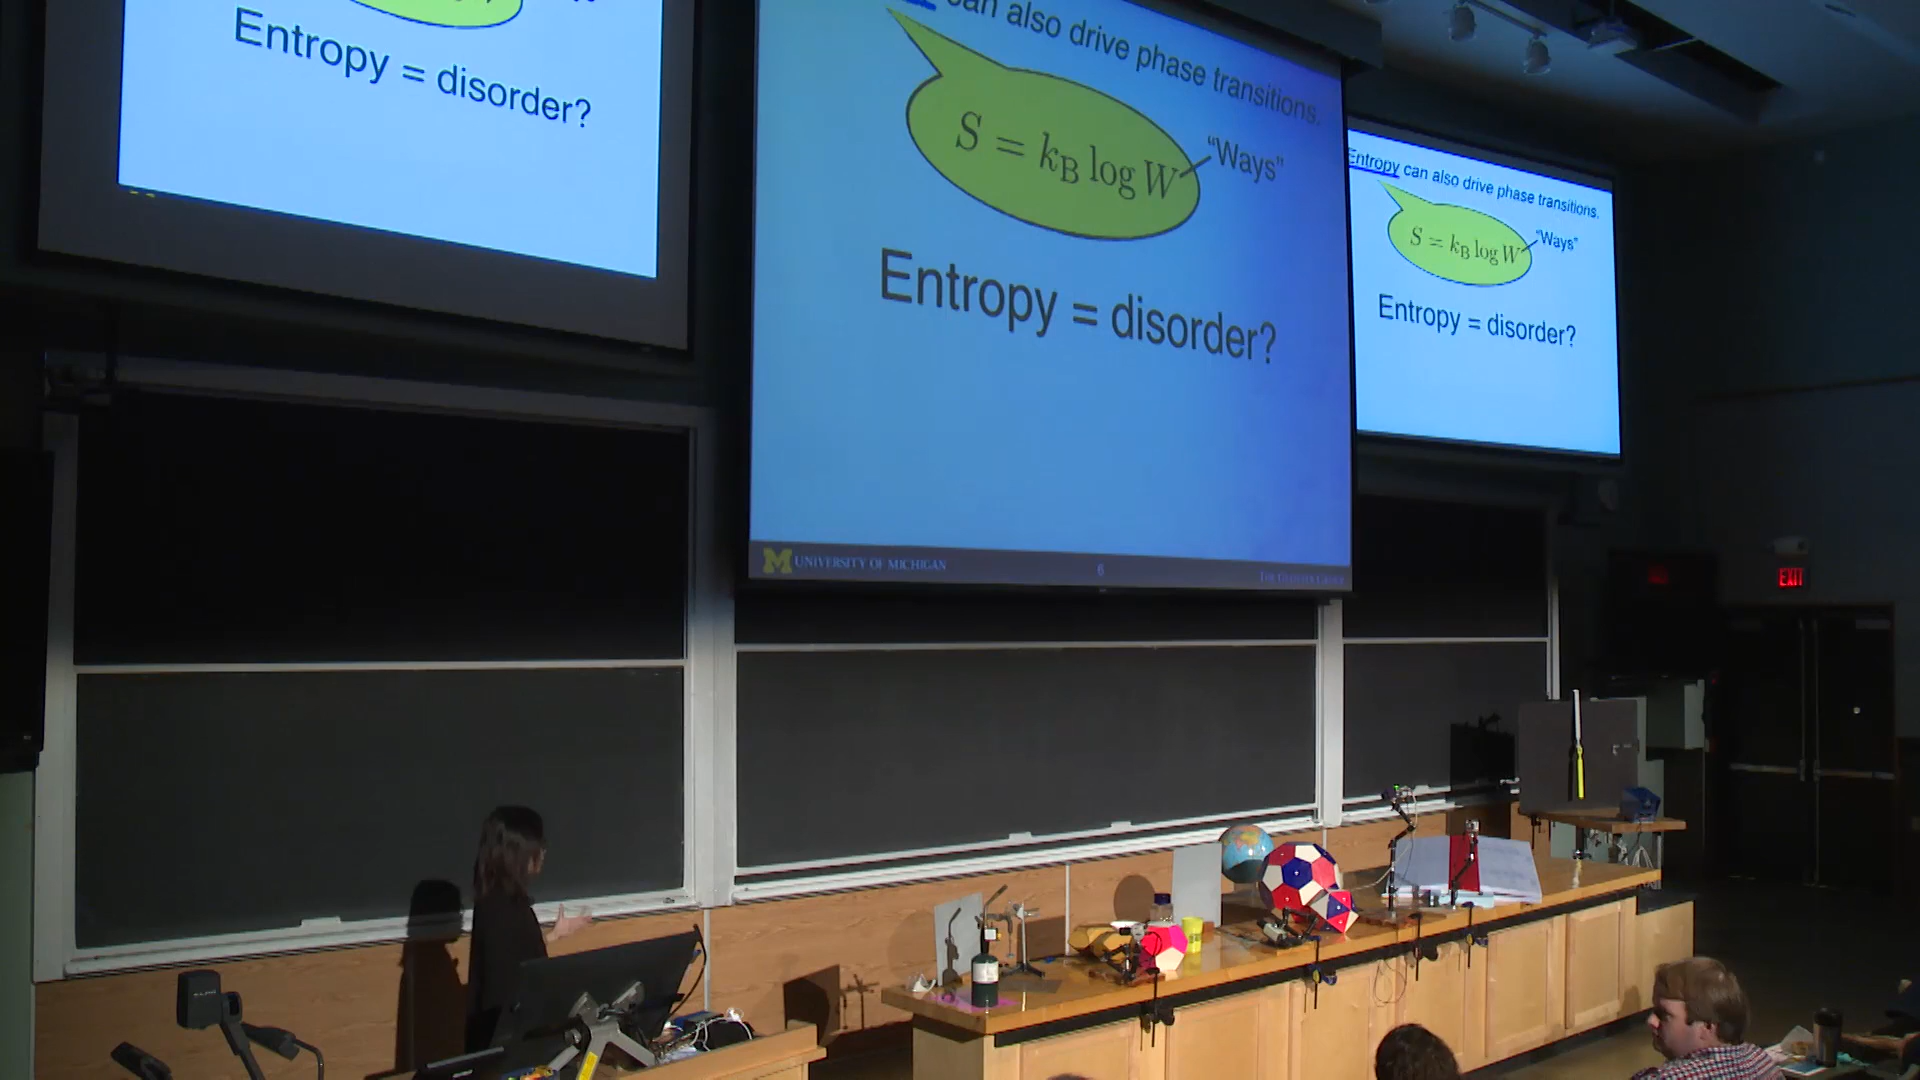 Entropy = disorder?
can also drive phase transitions.
S = kB log W
“Ways”
Entropy = disorder?
M UNIVERSITY OF MICHIGAN
6
Entropy can also drive phase transitions.
S = kB log W
“Ways”
Entropy = disorder?
EXIT